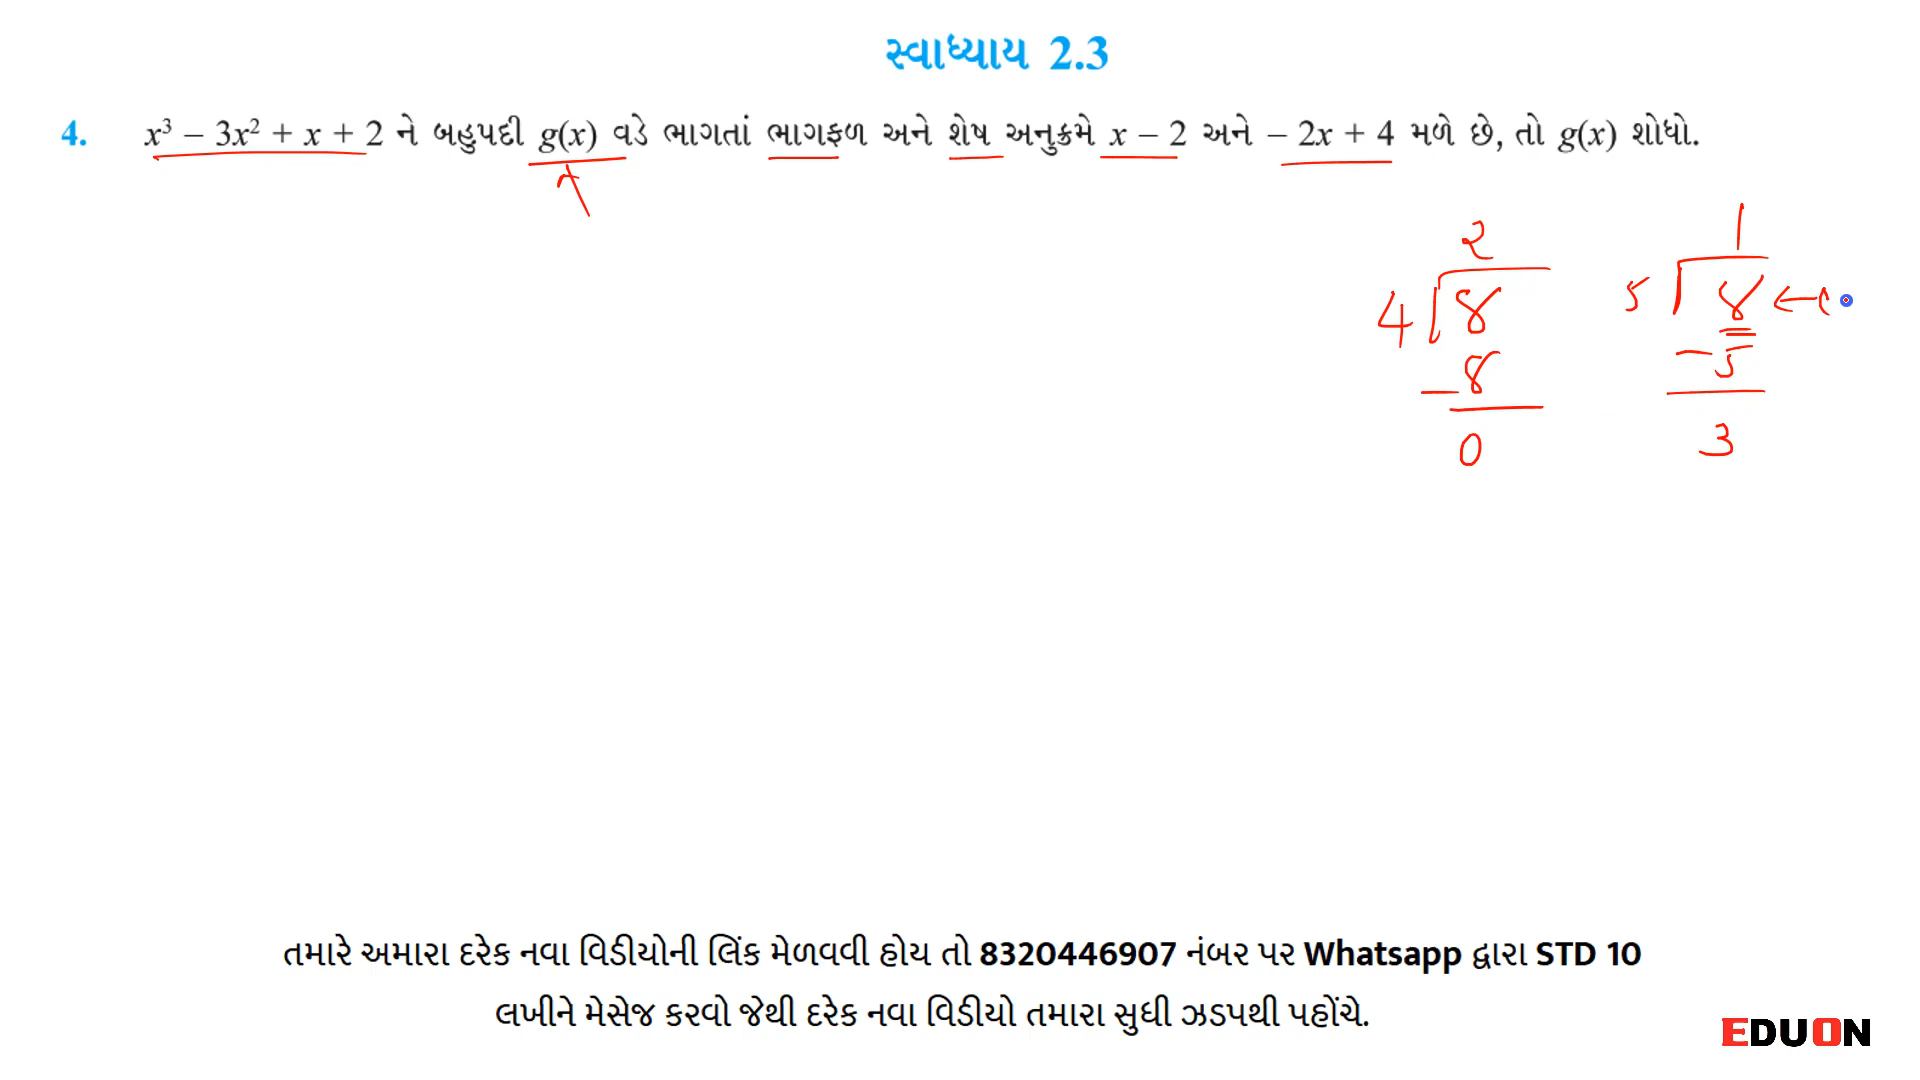 સ્વાધ્યાય 2.3
4. x³ – 3x² + x + 2 ને બહુપદી g(x) વડે ભાગતાં ભાગફળ અને શેષ અનુક્રમે x – 2 અને – 2x + 4 મળે છે, તો g(x) શોધો.
2
4 8
– 8
0
1
5 8 ←
– 5
3
તમારે અમારા દરેક નવા વિડીયોની લિંક મેળવવી હોય તો 8320446907 નંબર પર Whatsapp દ્વારા STD 10
લખીને મેસેજ કરવો જેથી દરેક નવા વિડીયો તમારા સુધી ઝડપથી પહોંચે.
EDUON